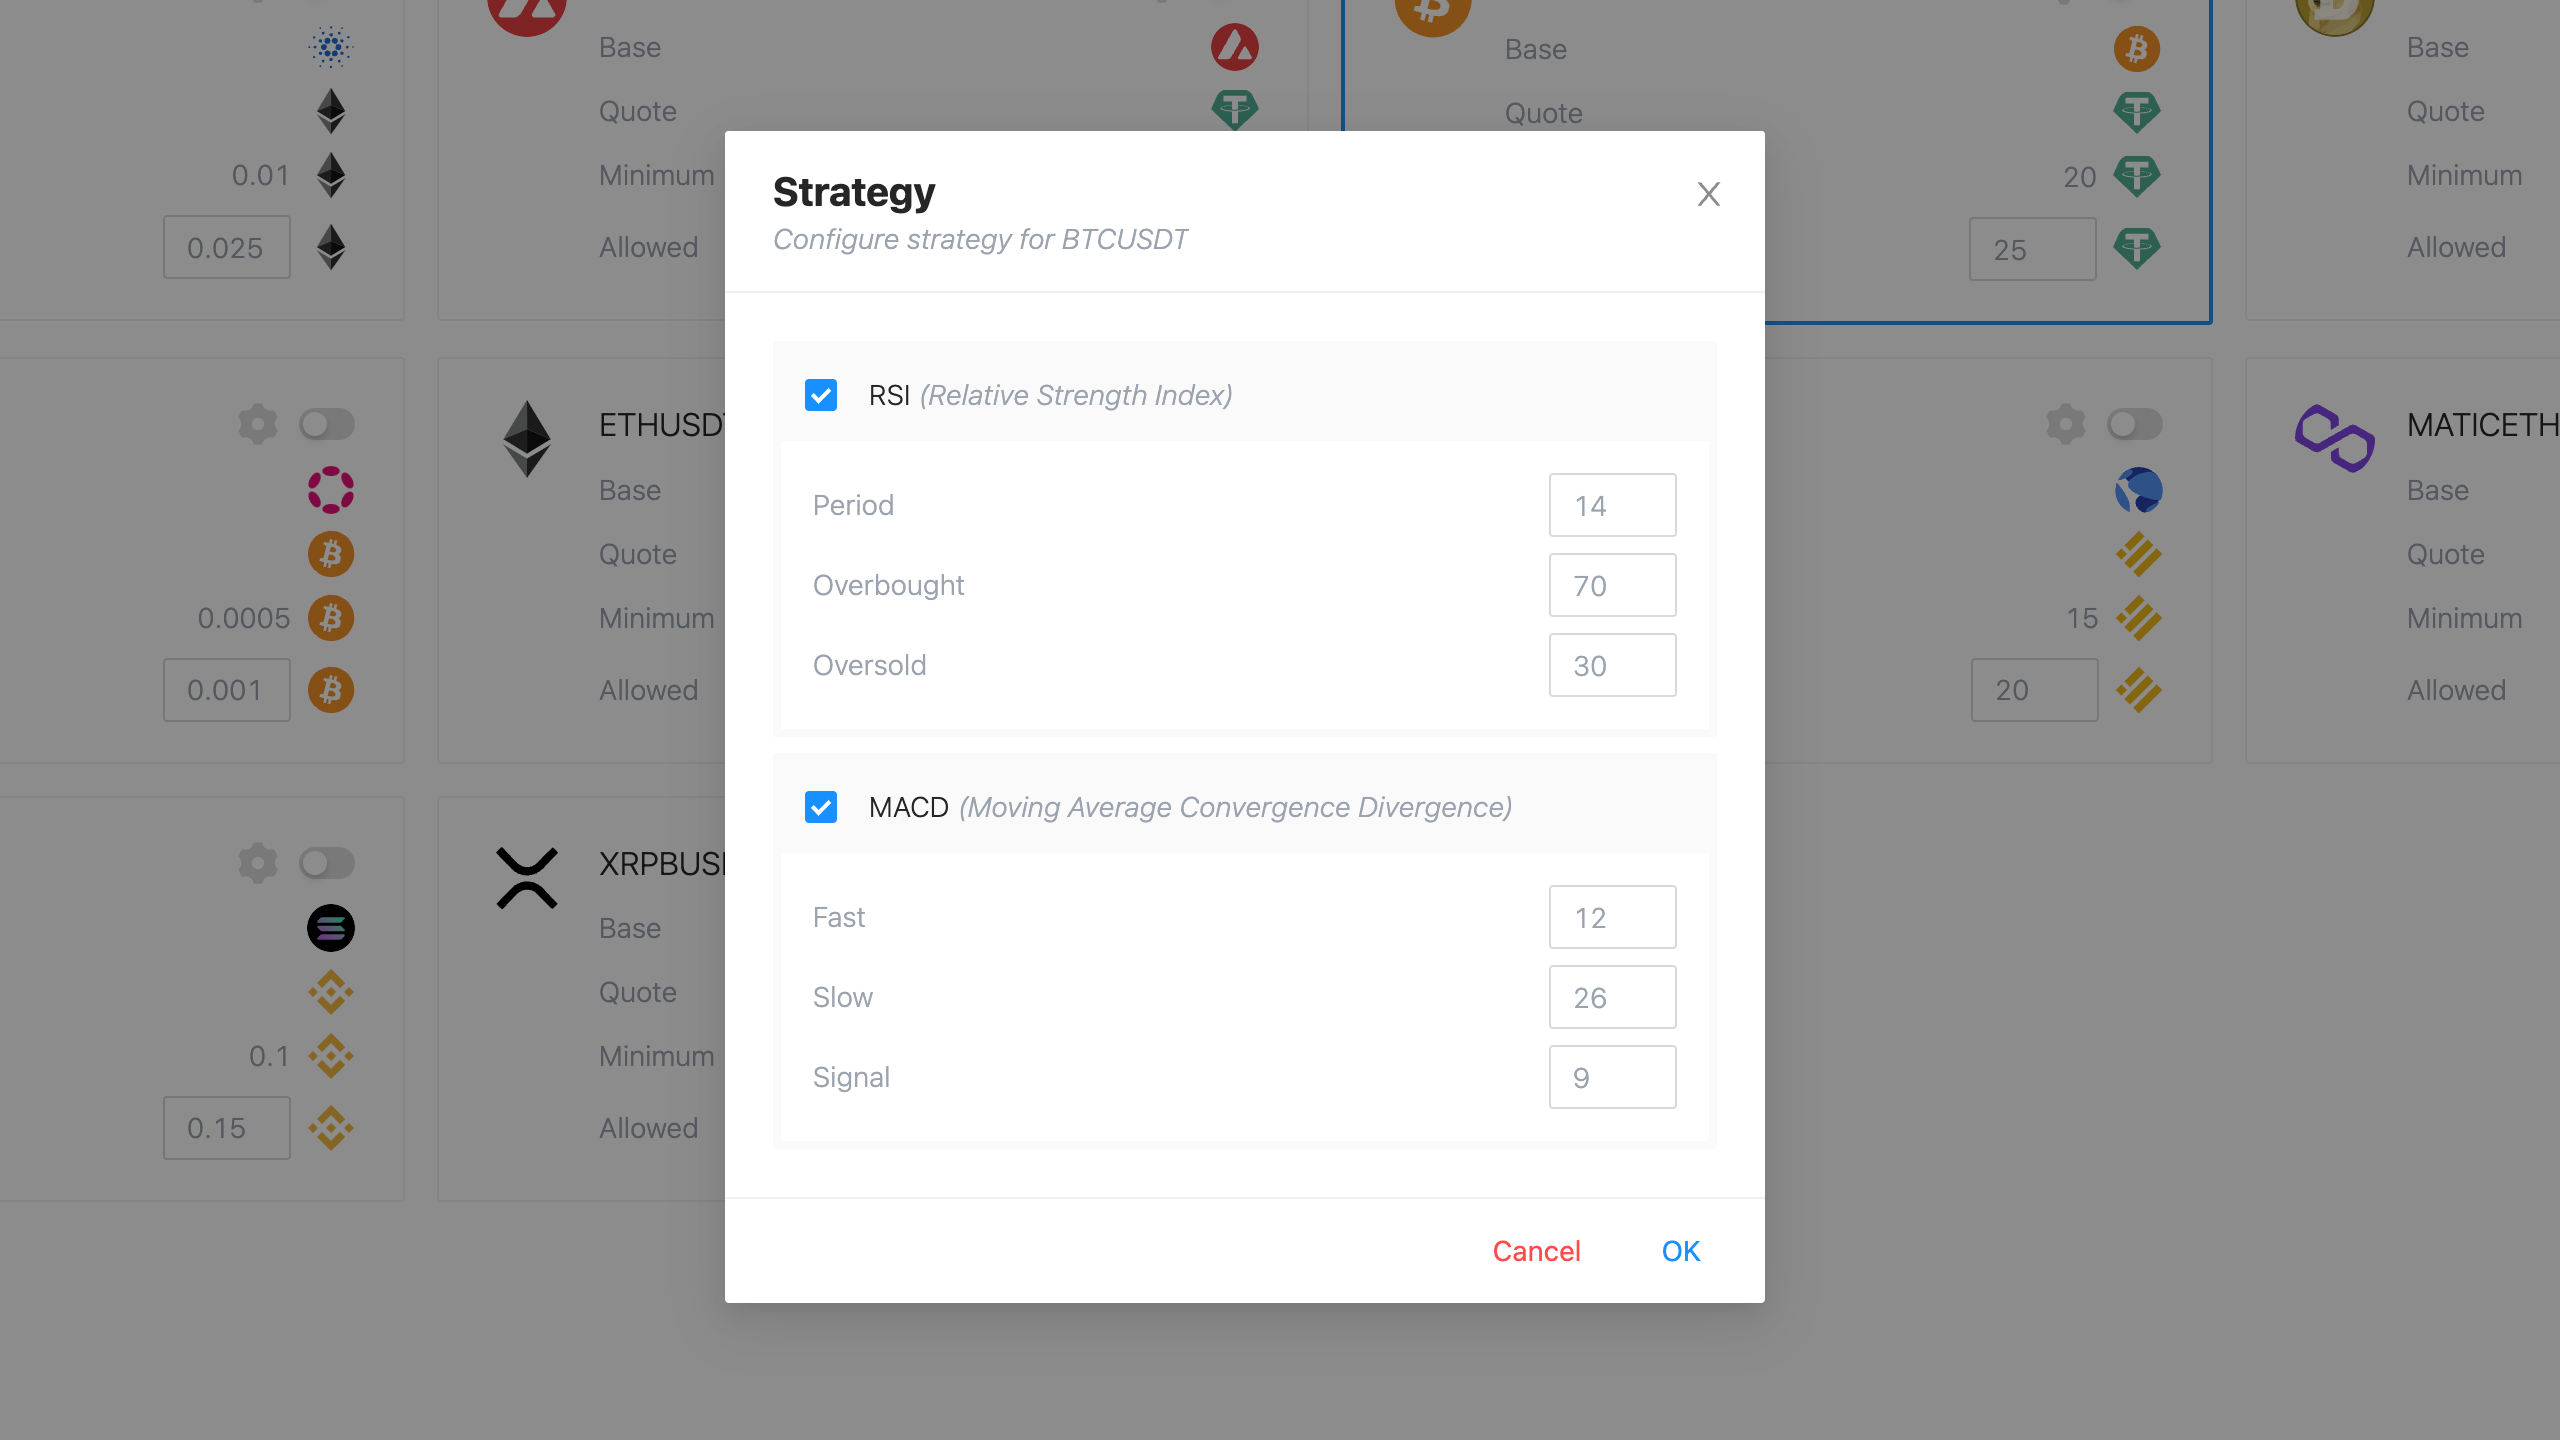 Base
Base
Base
Quote
Quote
Quote
0.01
Minimum
20
Minimum
0.025
Allowed
25
Allowed
Strategy
Configure strategy for BTCUSDT
RSI (Relative Strength Index)
Period
14
Overbought
70
Oversold
30
MACD (Moving Average Convergence Divergence)
Fast
12
Slow
26
Signal
9
Cancel
OK
ETHUSDT
MATICETH
Base
Base
Quote
Quote
0.0005
Minimum
15
Minimum
0.001
Allowed
20
Allowed
XRPBUS
Base
Quote
0.1
Minimum
0.15
Allowed